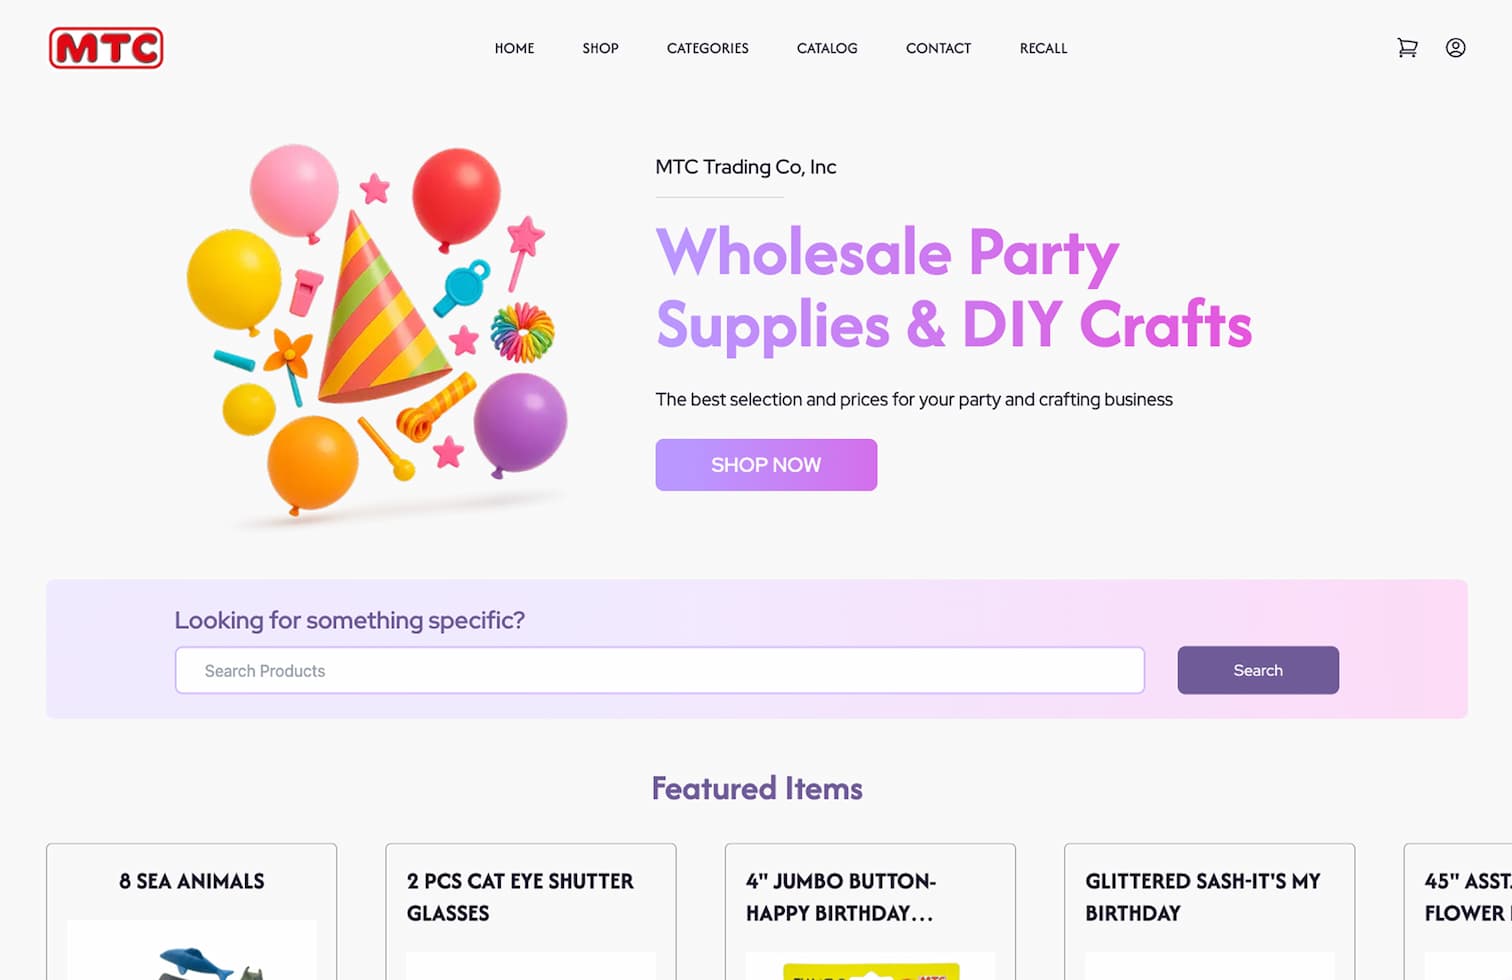 MTC
HOME
SHOP
CATEGORIES
CATALOG
CONTACT
RECALL
MTC Trading Co, Inc
Wholesale Party
Supplies & DIY Crafts
The best selection and prices for your party and crafting business
SHOP NOW
Looking for something specific?
Search Products
Search
Featured Items
8 SEA ANIMALS
2 PCS CAT EYE SHUTTER
GLASSES
4" JUMBO BUTTON-
HAPPY BIRTHDAY...
GLITTERED SASH-IT'S MY
BIRTHDAY
45" ASST
FLOWER
MTC